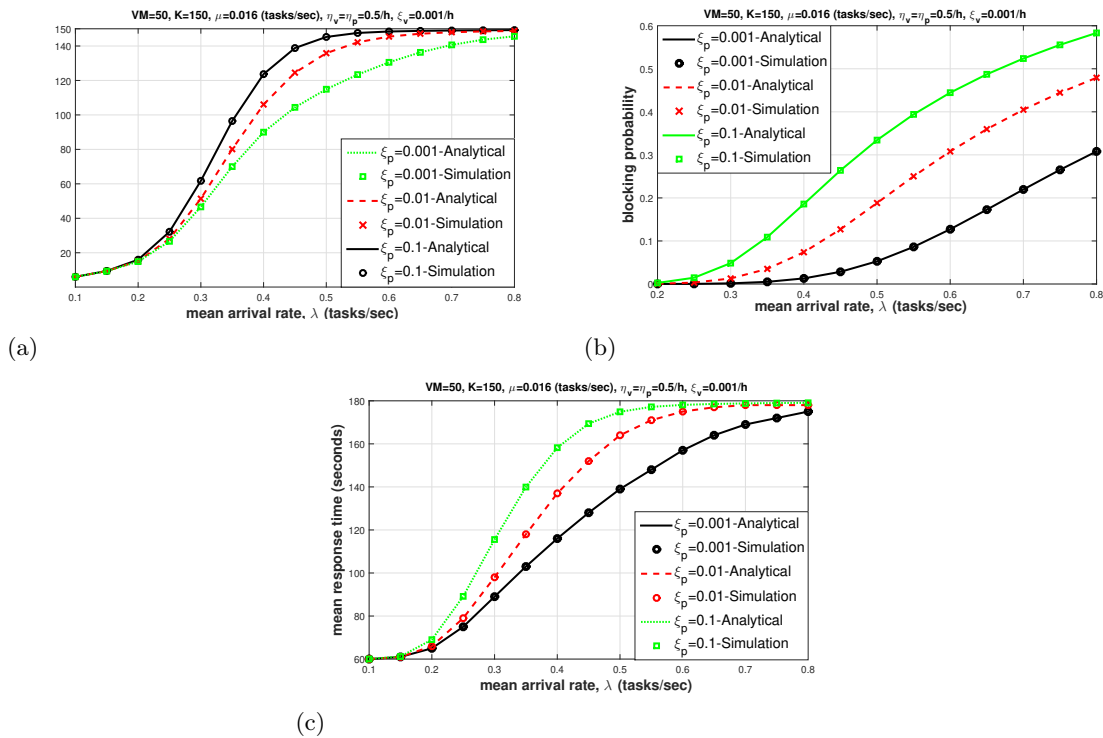 VM=50, K=150, μ=0.016 (tasks/sec), η_v=η_p=0.5/h, ξ_v=0.001/h
150
140
120
100
80
60
40
20
ξ_p=0.001-Analytical
ξ_p=0.001-Simulation
ξ_p=0.01-Analytical
ξ_p=0.01-Simulation
ξ_p=0.1-Analytical
ξ_p=0.1-Simulation
0.1 0.2 0.3 0.4 0.5 0.6 0.7 0.8
mean arrival rate, λ (tasks/sec)
(a)
VM=50, K=150, μ=0.016 (tasks/sec), η_v=η_p=0.5/h, ξ_v=0.001/h
blocking probability
0.6
0.5
0.4
0.3
0.2
0.1
0
ξ_p=0.001-Analytical
ξ_p=0.001-Simulation
ξ_p=0.01-Analytical
ξ_p=0.01-Simulation
ξ_p=0.1-Analytical
ξ_p=0.1-Simulation
0.2 0.3 0.4 0.5 0.6 0.7 0.8
mean arrival rate, λ (tasks/sec)
(b)
VM=50, K=150, μ=0.016 (tasks/sec), η_v=η_p=0.5/h, ξ_v=0.001/h
mean response time (seconds)
180
160
140
120
100
80
60
ξ_p=0.001-Analytical
ξ_p=0.001-Simulation
ξ_p=0.01-Analytical
ξ_p=0.01-Simulation
ξ_p=0.1-Analytical
ξ_p=0.1-Simulation
0.1 0.2 0.3 0.4 0.5 0.6 0.7 0.8
mean arrival rate, λ (tasks/sec)
(c)